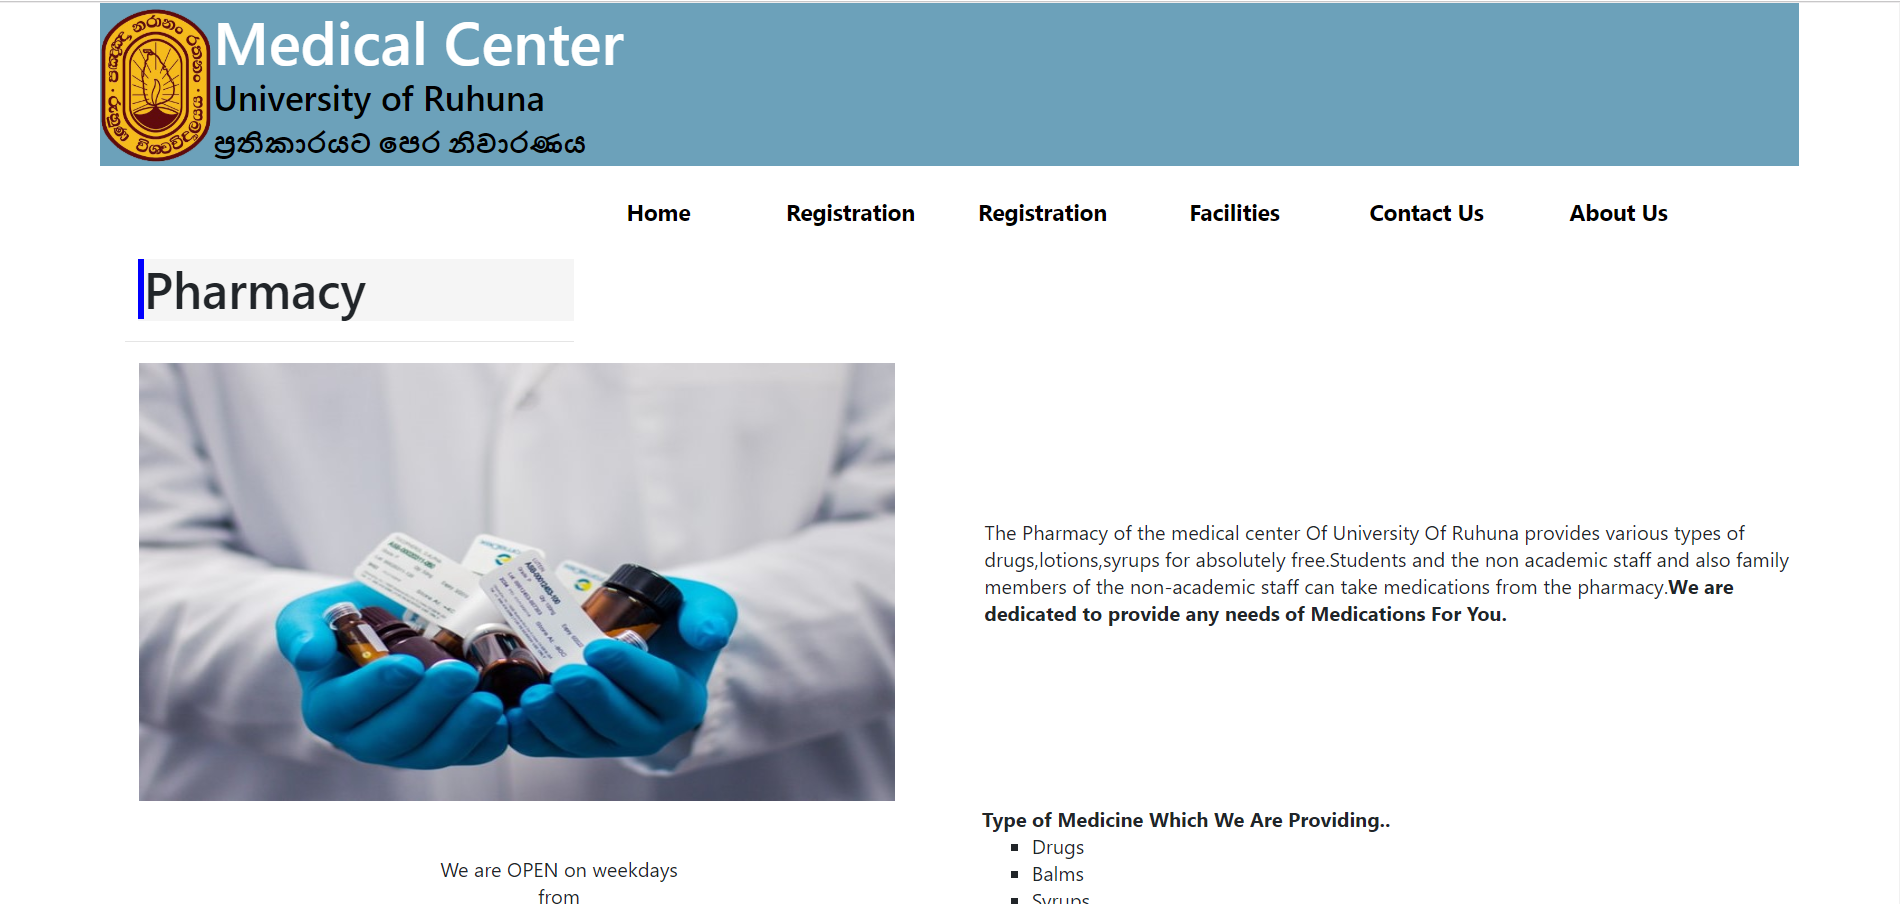 Medical Center
University of Ruhuna
ප්‍රතිකාරයට පෙර නිවාරණය
Home Registration Registration Facilities Contact Us About Us
Pharmacy
The Pharmacy of the medical center Of University Of Ruhuna provides various types of
drugs,lotions,syrups for absolutely free.Students and the non academic staff and also family
members of the non-academic staff can take medications from the pharmacy.We are
dedicated to provide any needs of Medications For You.
Type of Medicine Which We Are Providing..
Drugs
Balms
Syrups
We are OPEN on weekdays
from